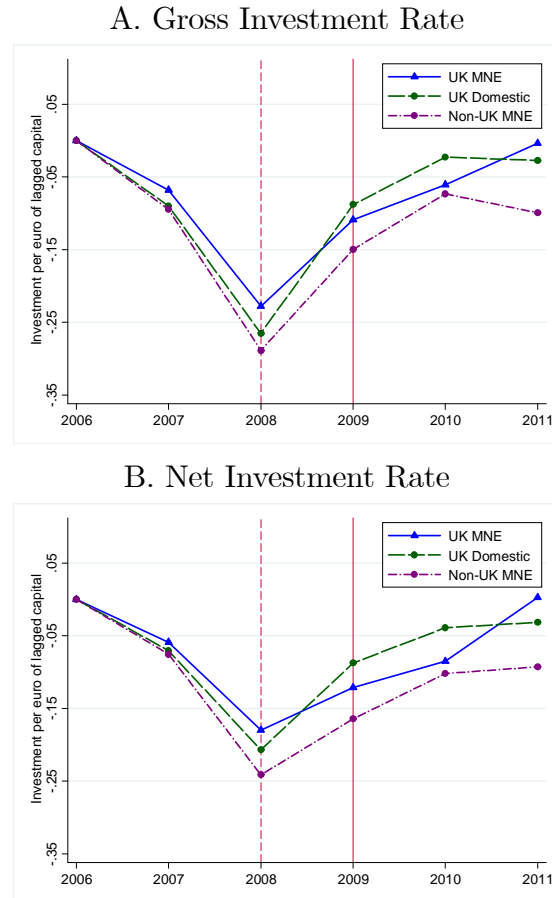 A. Gross Investment Rate
Investment per euro of lagged capital
.05
-.05
-.15
-.25
-.35
UK MNE
UK Domestic
Non-UK MNE
2006 2007 2008 2009 2010 2011
B. Net Investment Rate
Investment per euro of lagged capital
.05
-.05
-.15
-.25
-.35
UK MNE
UK Domestic
Non-UK MNE
2006 2007 2008 2009 2010 2011